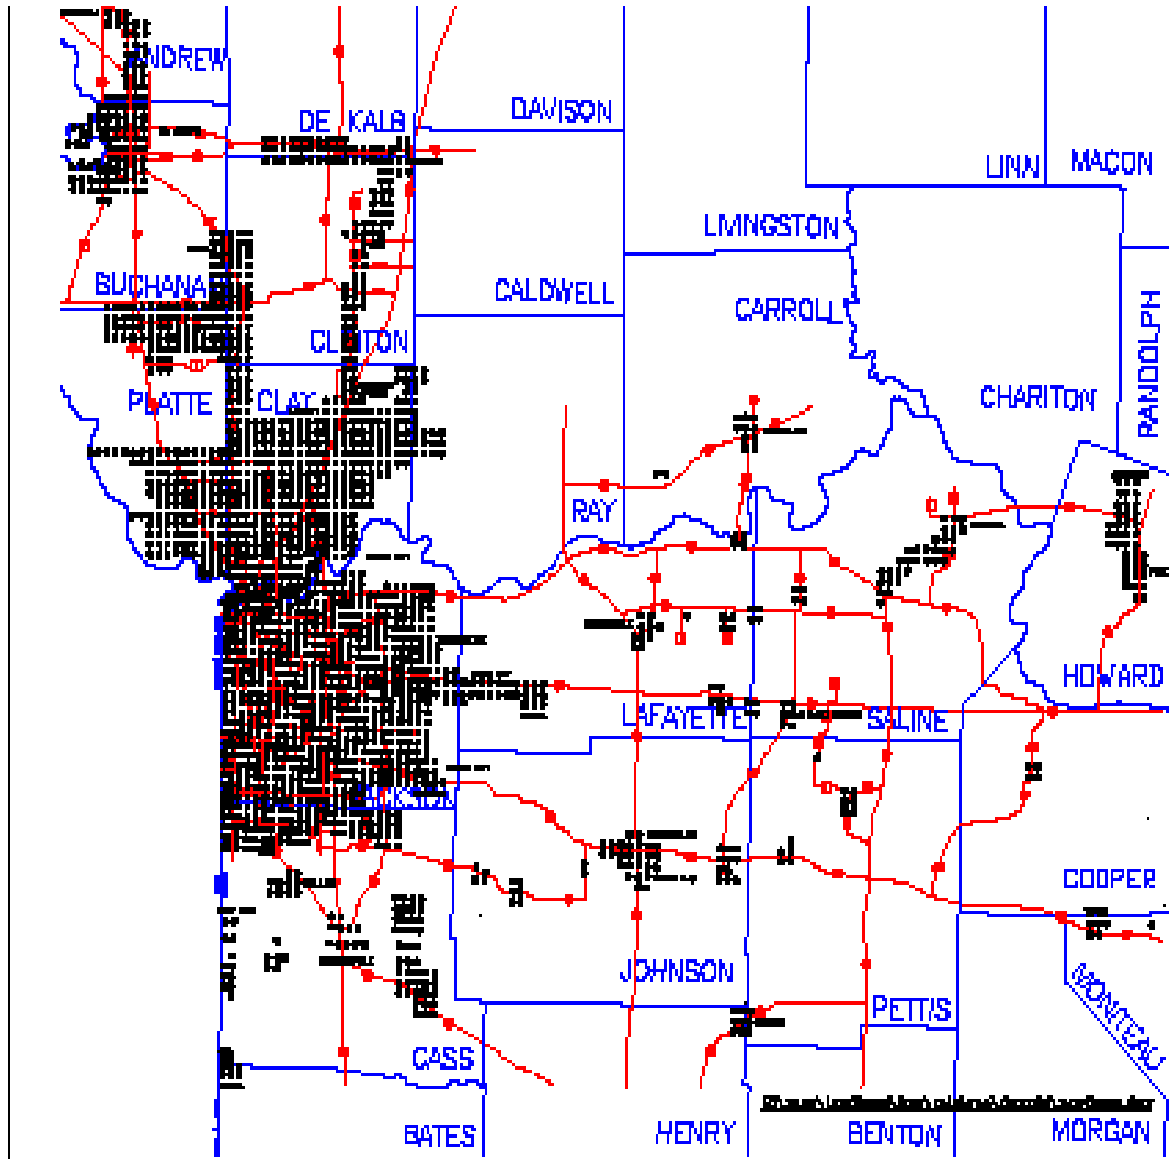 ANDREW
DE KALB
DAVISON
LINN
MACON
LIVINGSTON
BUCHANA
CALDWELL
CARROLL
RANDOLPH
CLINTON
PLATTE
CLAY
CHARITON
RAY
HOWARD
LAFAYETTE
SALINE
JACKSON
COOPER
JOHNSON
PETTIS
MONITEAU
CASS
BATES
HENRY
BENTON
MORGAN